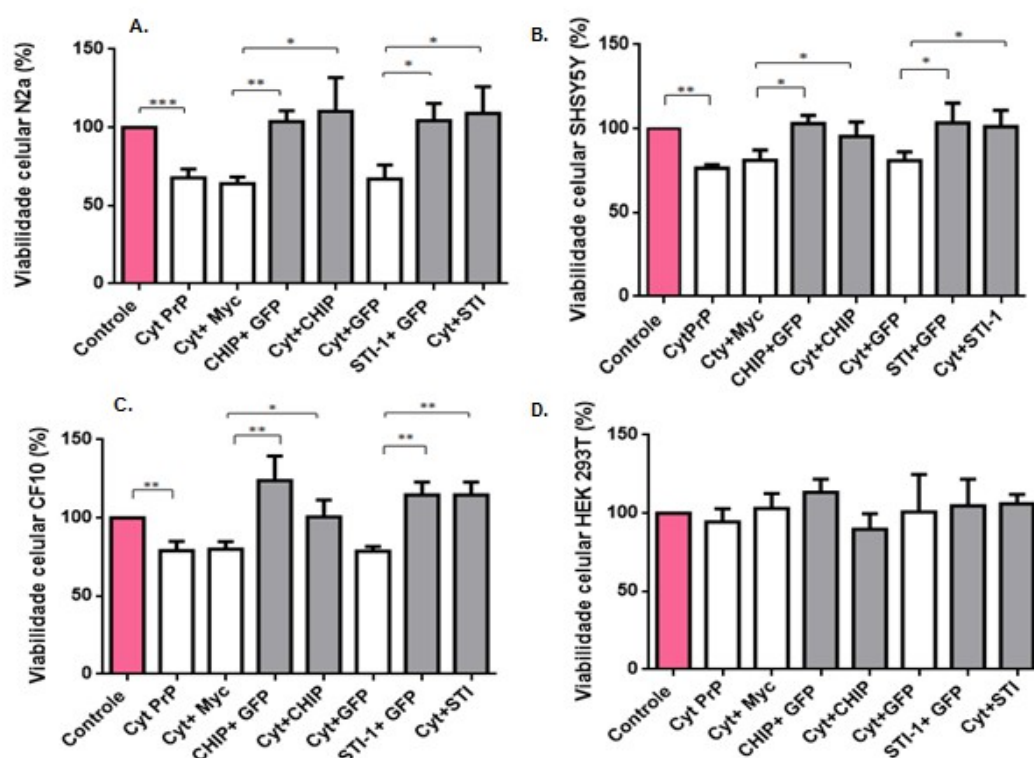 A.
Viabilidade celular N2a (%)
150
100
50
0
***
**
*
*
*
Controle
Cyt PrP
Cyt+ Myc
CHIP+ GFP
Cyt+CHIP
Cyt+GFP
STI-1+ GFP
Cyt+STI
B.
Viabilidade celular SHSY5Y (%)
150
100
50
0
**
*
*
*
*
Controle
CytPrP
Cty+Myc
CHIP+GFP
Cyt+CHIP
Cyt+GFP
STI+GFP
Cyt+STI-1
C.
Viabilidade celular CF10 (%)
150
100
50
0
**
**
*
**
**
Controle
Cyt PrP
Cyt+ Myc
CHIP+ GFP
Cyt+CHIP
Cyt+GFP
STI-1+ GFP
Cyt+STI
D.
Viabilidade celular HEK 293T (%)
150
100
50
0
Controle
Cyt PrP
Cyt+ Myc
CHIP+ GFP
Cyt+CHIP
Cyt+GFP
STI-1+ GFP
Cyt+STI